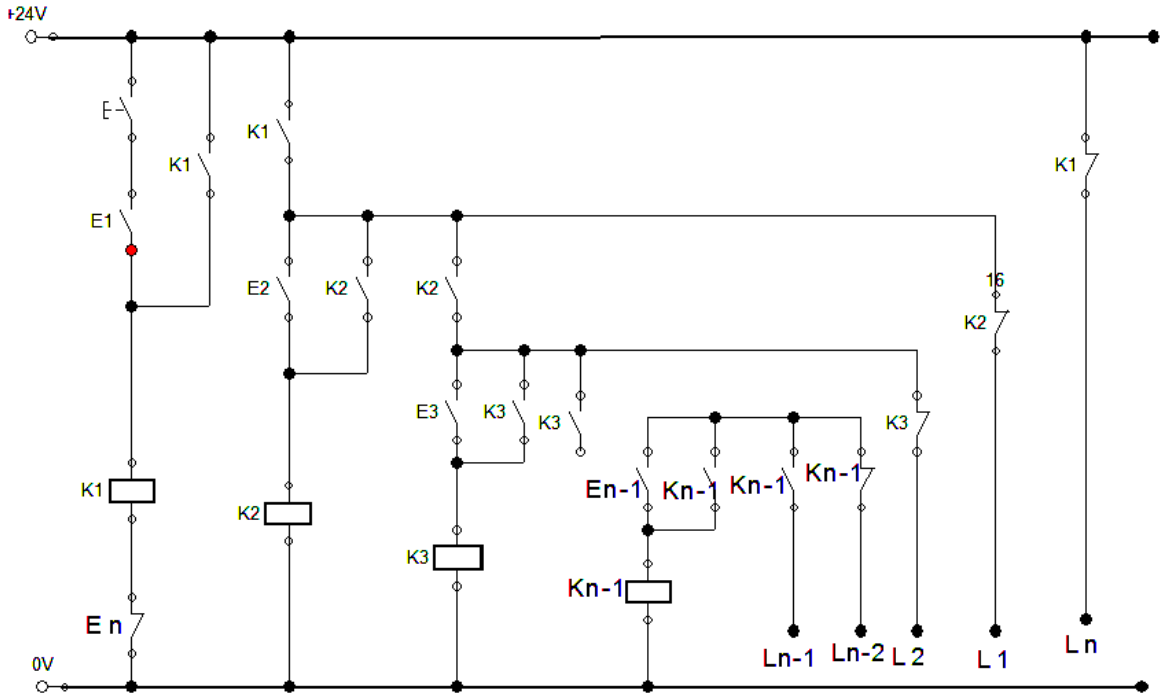 +24V
K1
K1
K1
E1
E2
K2
K2
16
K2
E3
K3
K3
K3
En-1
Kn-1
Kn-1
Kn-1
K1
K2
K3
Kn-1
E n
Ln-1
Ln-2
L 2
L 1
L n
0V